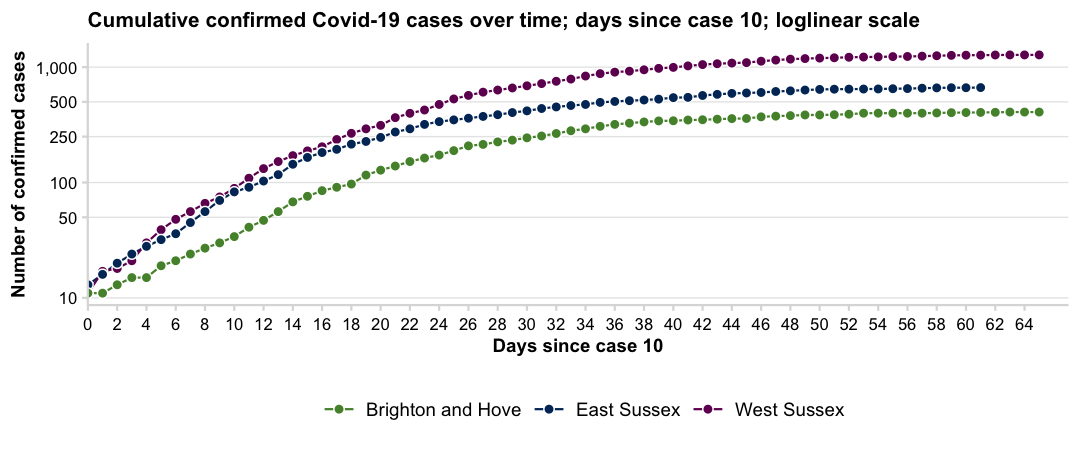 Cumulative confirmed Covid-19 cases over time; days since case 10; loglinear scale
Number of confirmed cases
1,000
500
250
100
50
10
0 2 4 6 8 10 12 14 16 18 20 22 24 26 28 30 32 34 36 38 40 42 44 46 48 50 52 54 56 58 60 62 64
Days since case 10
Brighton and Hove East Sussex West Sussex